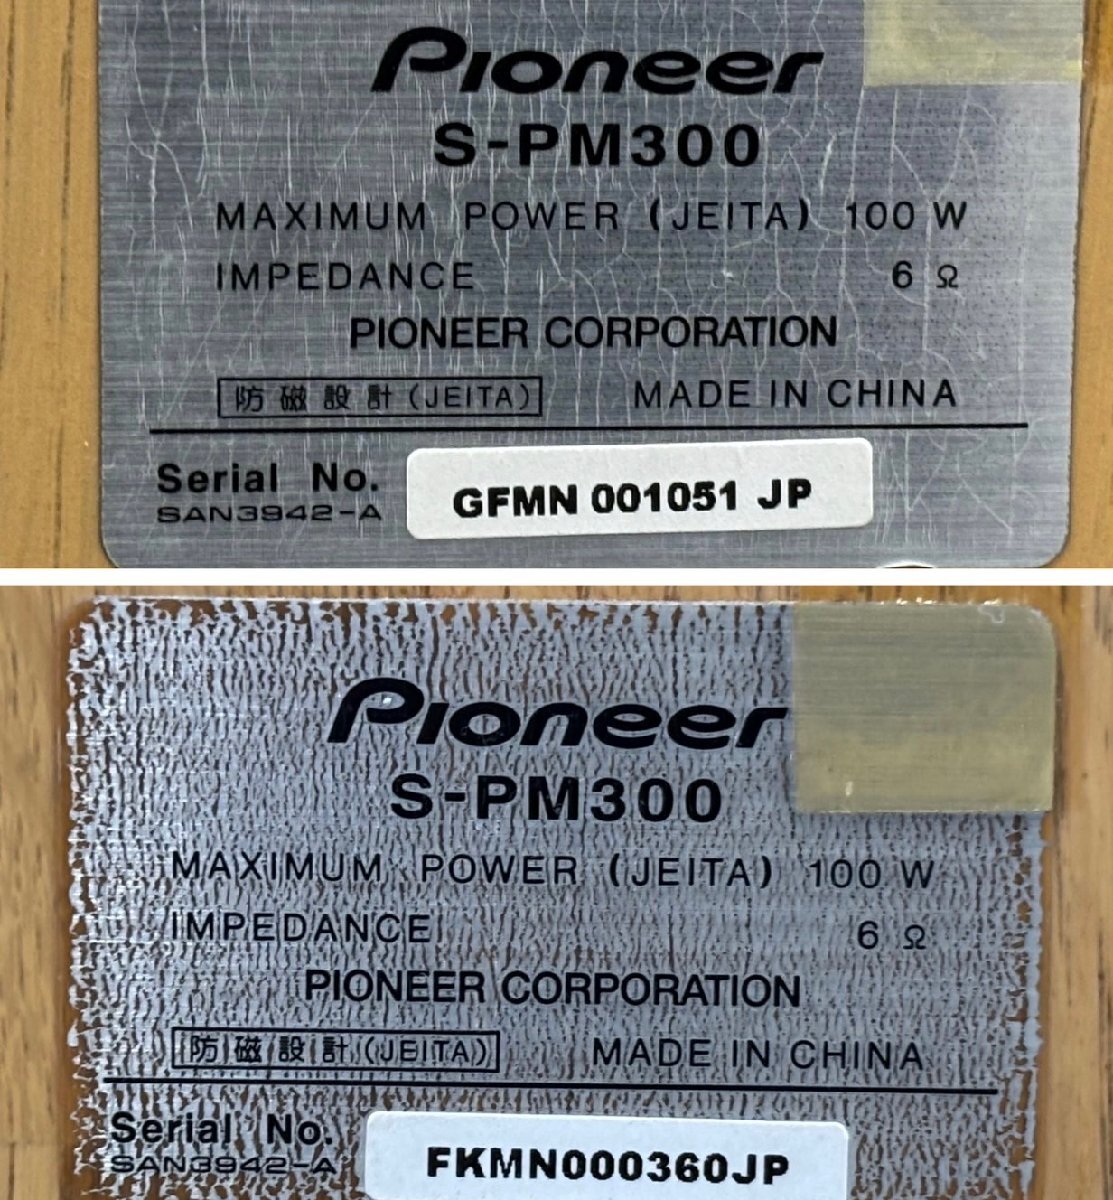 Pioneer
S-PM300
MAXIMUM POWER (JEITA) 100 W
IMPEDANCE 6 Ω
PIONEER CORPORATION
防磁設計(JEITA) MADE IN CHINA
Serial No. GFMN 001051 JP
SAN3942-A
Pioneer
S-PM300
MAXIMUM POWER (JEITA) 100 W
IMPEDANCE 6 Ω
PIONEER CORPORATION
防磁設計(JEITA) MADE IN CHINA
Serial No. FKMN000360JP
SAN3942-A